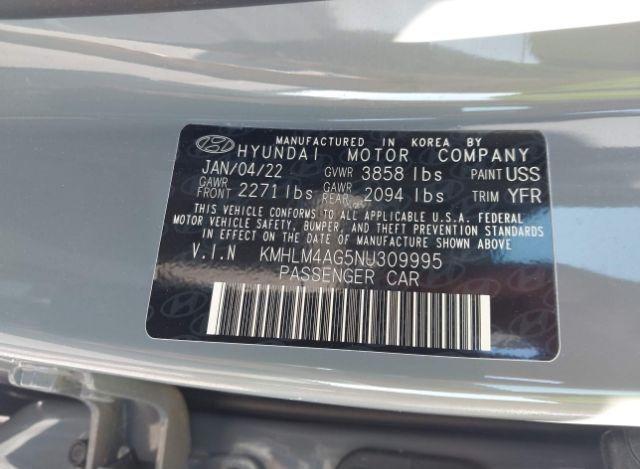 MANUFACTURED IN KOREA BY
HYUNDAI MOTOR COMPANY
JAN/04/22 GVWR 3858 lbs PAINT USS
GAWR FRONT 2271 lbs GAWR REAR 2094 lbs TRIM YFR
THIS VEHICLE CONFORMS TO ALL APPLICABLE U.S.A. FEDERAL
MOTOR VEHICLE SAFETY, BUMPER, AND THEFT PREVENTION STANDARDS
IN EFFECT ON THE DATE OF MANUFACTURE SHOWN ABOVE.
V.I.N KMHLM4AG5NU309995
PASSENGER CAR